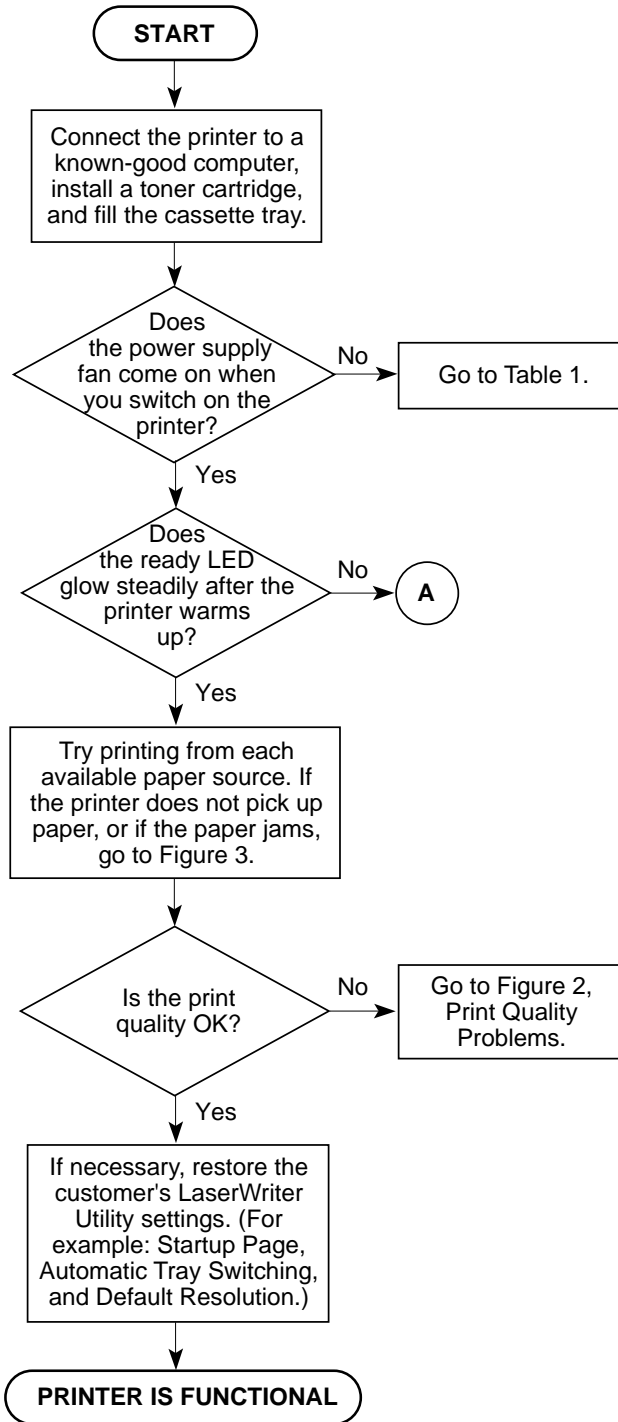 START
Connect the printer to a
known-good computer,
install a toner cartridge,
and fill the cassette tray.
Does
the power supply
fan come on when
you switch on the
printer?
No
Go to Table 1.
Yes
Does
the ready LED
glow steadily after the
printer warms
up?
No
A
Yes
Try printing from each
available paper source. If
the printer does not pick up
paper, or if the paper jams,
go to Figure 3.
Is the print
quality OK?
No
Go to Figure 2,
Print Quality
Problems.
Yes
If necessary, restore the
customer's LaserWriter
Utility settings. (For
example: Startup Page,
Automatic Tray Switching,
and Default Resolution.)
PRINTER IS FUNCTIONAL